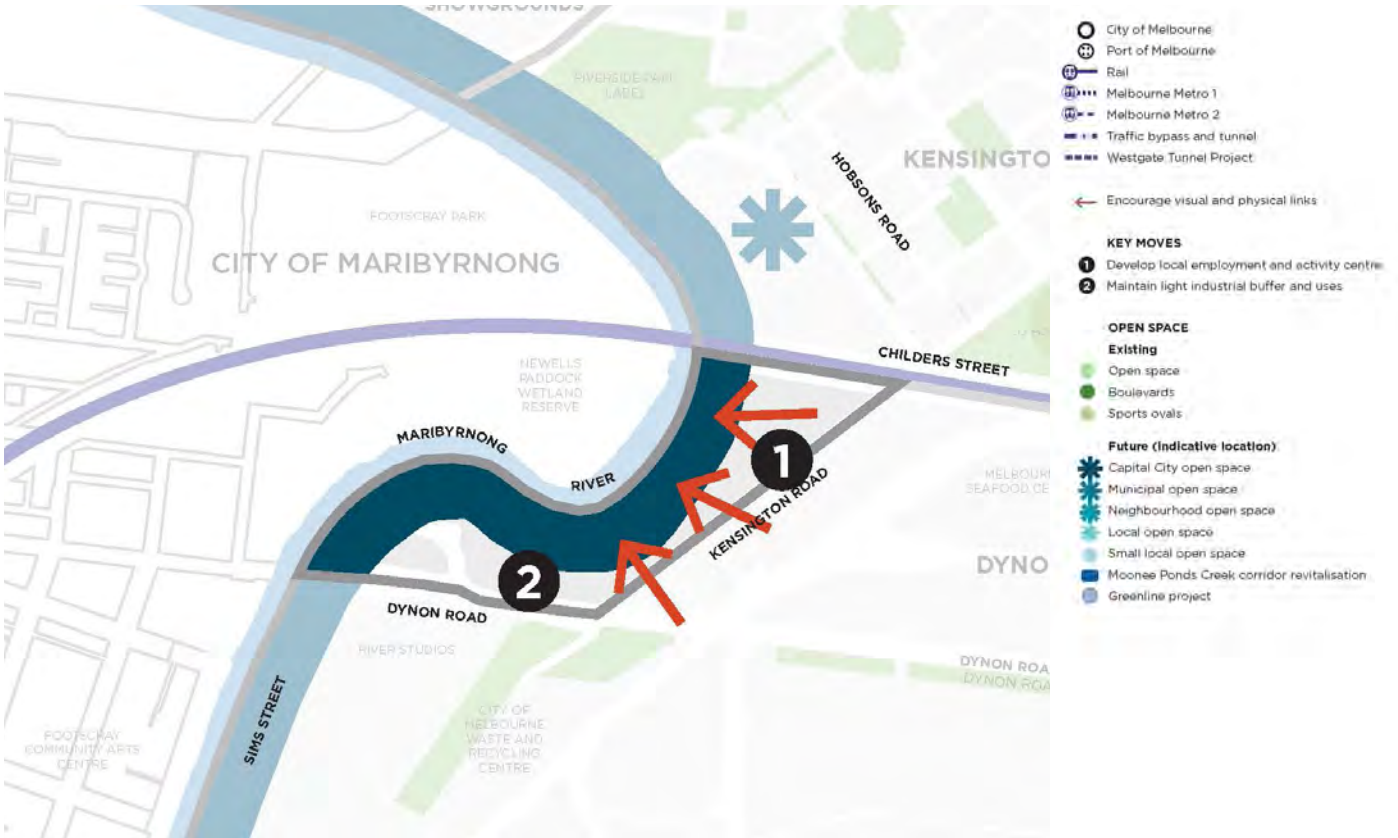 SHOWGROUNDS
RIVERSIDE PARK
LABEL
HOBSONS ROAD
KENSINGTO
FOOTSCRAY PARK
CITY OF MARIBYRNONG
CHILDERS STREET
NEWELLS
PADDOCK
WETLAND
RESERVE
MARIBYRNONG
RIVER
1
KENSINGTON ROAD
MELBOUR
SEAFOOD CE
DYNO
2
DYNON ROAD
RIVER STUDIOS
DYNON ROA
DYNON ROA
SIMS STREET
CITY OF
MELBOURNE
WASTE AND
RECYCLING
CENTRE
FOOTSCRAY
COMMUNITY ARTS
CENTRE
City of Melbourne
Port of Melbourne
Rail
Melbourne Metro 1
Melbourne Metro 2
Traffic bypass and tunnel
Westgate Tunnel Project
Encourage visual and physical links
KEY MOVES
1 Develop local employment and activity centre
2 Maintain light industrial buffer and uses
OPEN SPACE
Existing
Open space
Boulevards
Sports ovals
Future (indicative location)
Capital City open space
Municipal open space
Neighbourhood open space
Local open space
Small local open space
Moonee Ponds Creek corridor revitalisation
Greenline project